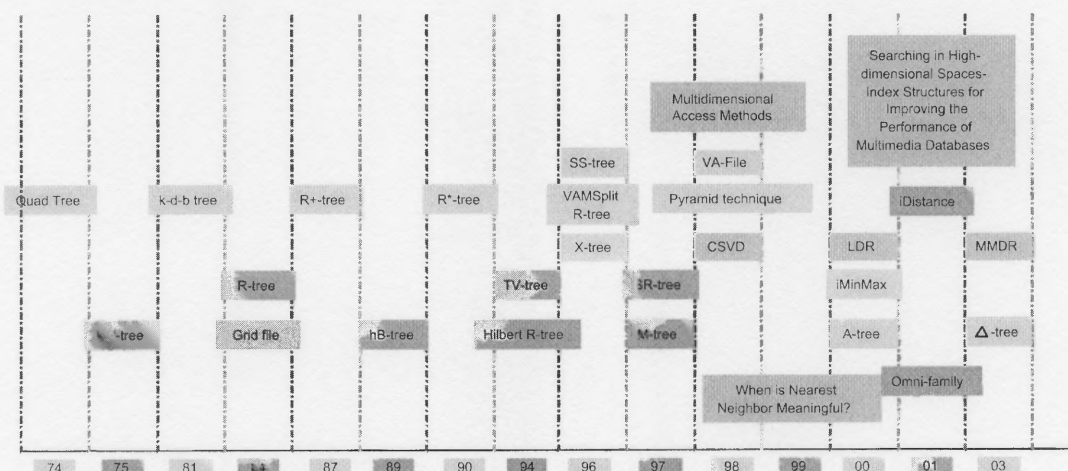 Searching in High-
dimensional Spaces-
Index Structures for
Improving the
Performance of
Multimedia Databases
Multidimensional
Access Methods
SS-tree
VA-File
Quad Tree
k-d-b tree
R+-tree
R*-tree
VAMSplit
R-tree
Pyramid technique
iDistance
X-tree
CSVD
LDR
MMDR
R-tree
TV-tree
SR-tree
iMinMax
-tree
Grid file
hB-tree
Hilbert R-tree
M-tree
A-tree
Δ-tree
When is Nearest
Neighbor Meaningful?
Omni-family
74 75 81 87 89 90 94 96 97 98 99 00 01 03